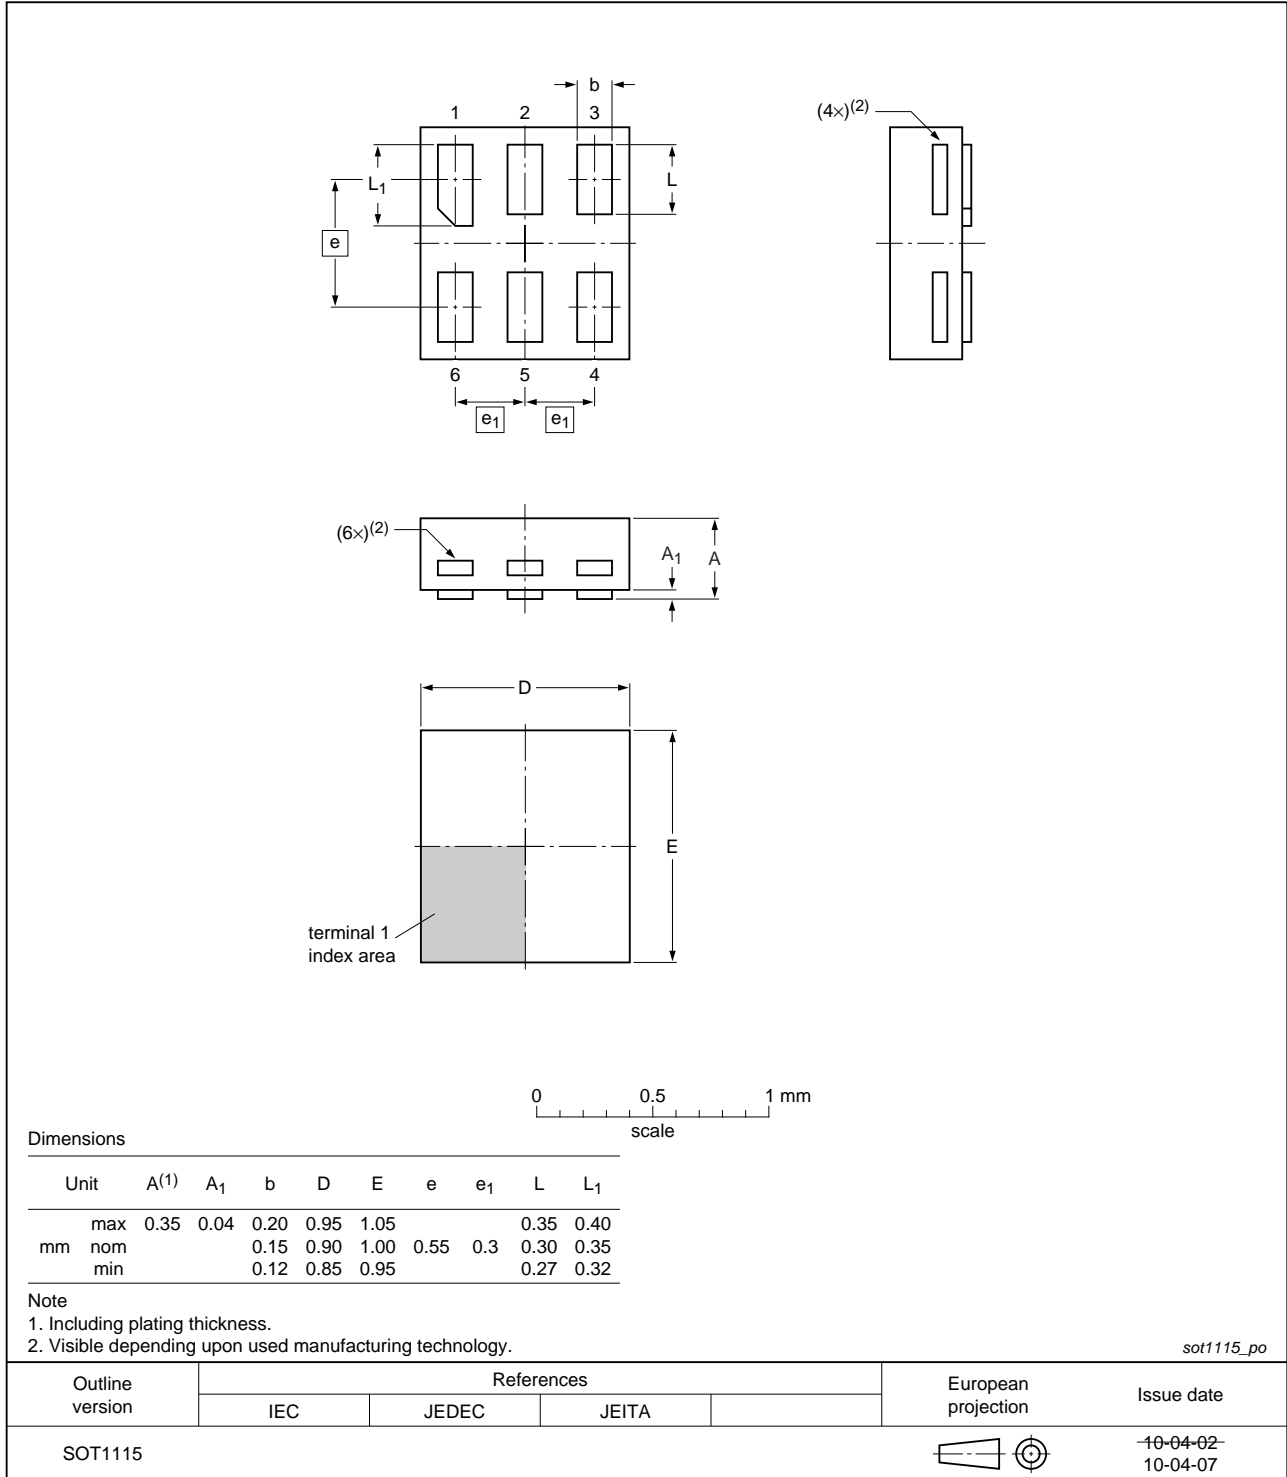 b
1 2 3
(4×)(2)
L1
L
e
6 5 4
e1 e1
(6×)(2)
A1 A
D
E
terminal 1
index area
0 0.5 1 mm
scale
Dimensions
Unit A(1) A1 b D E e e1 L L1
max 0.35 0.04 0.20 0.95 1.05 0.35 0.40
mm nom 0.15 0.90 1.00 0.55 0.3 0.30 0.35
min 0.12 0.85 0.95 0.27 0.32
Note
1. Including plating thickness.
2. Visible depending upon used manufacturing technology.
sot1115_po
Outline
version
References
IEC JEDEC JEITA
European
projection
Issue date
SOT1115
10-04-02
10-04-07